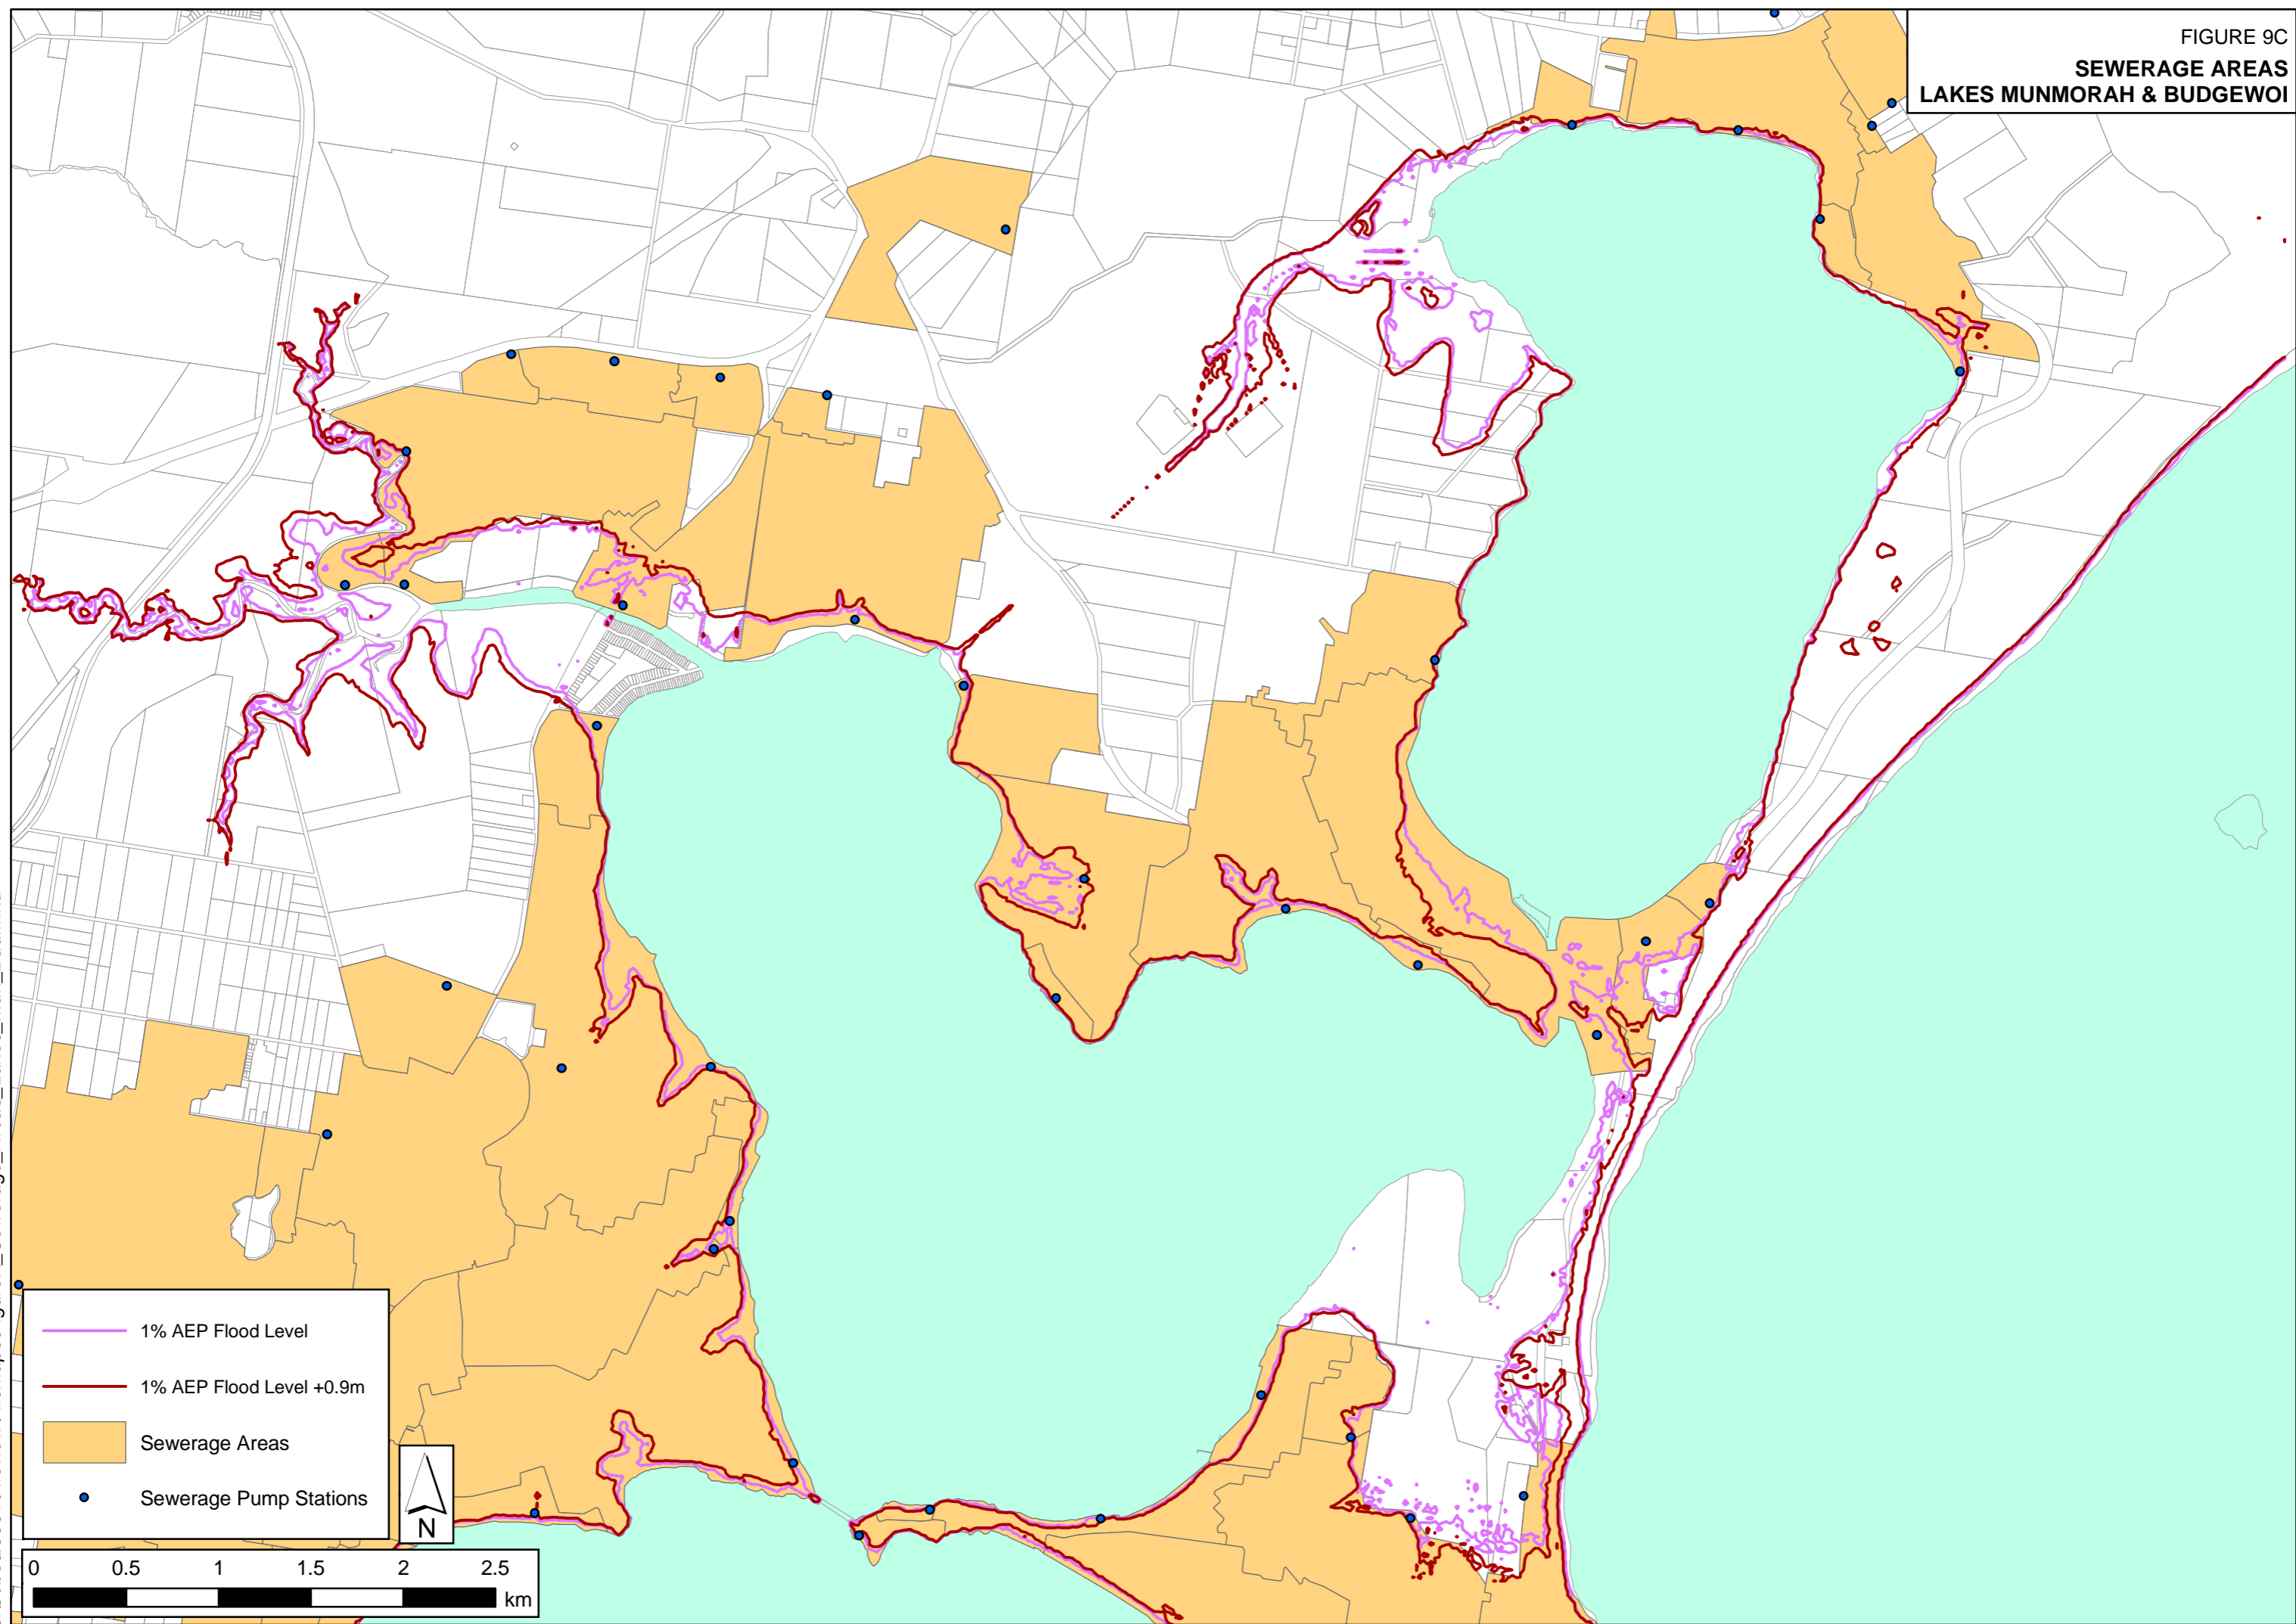 FIGURE 9C
SEWERAGE AREAS
LAKES MUNMORAH & BUDGEWOI
1% AEP Flood Level
1% AEP Flood Level +0.9m
Sewerage Areas
Sewerage Pump Stations
N
0 0.5 1 1.5 2 2.5
km